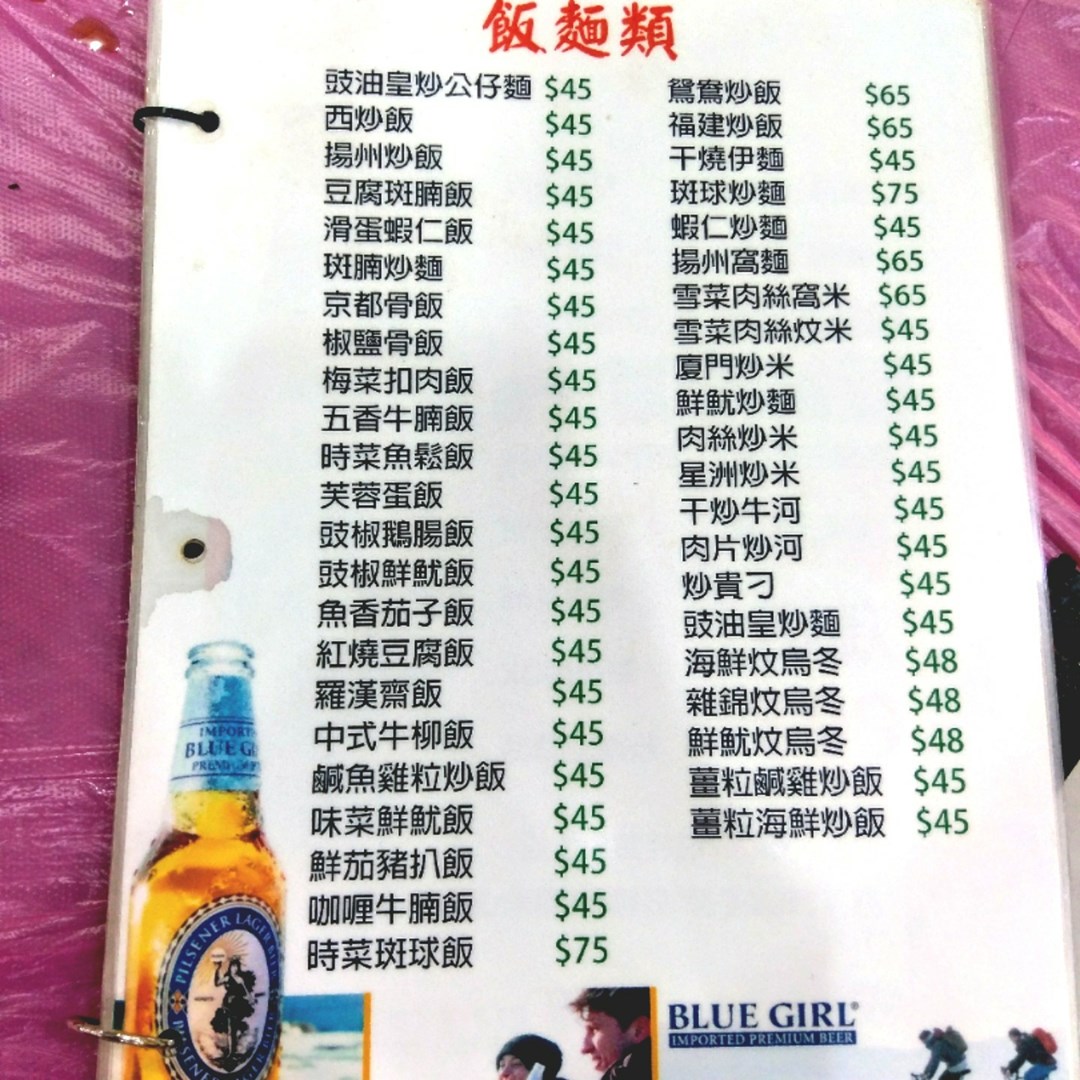 飯麵類
豉油皇炒公仔麵 $45
西炒飯 $45
揚州炒飯 $45
豆腐斑腩飯 $45
滑蛋蝦仁飯 $45
斑腩炒麵 $45
京都骨飯 $45
椒鹽骨飯 $45
梅菜扣肉飯 $45
五香牛腩飯 $45
時菜魚鬆飯 $45
芙蓉蛋飯 $45
豉椒鵝腸飯 $45
豉椒鮮魷飯 $45
魚香茄子飯 $45
紅燒豆腐飯 $45
羅漢齋飯 $45
中式牛柳飯 $45
鹹魚雞粒炒飯 $45
味菜鮮魷飯 $45
鮮茄豬扒飯 $45
咖喱牛腩飯 $45
時菜斑球飯 $75
鴛鴦炒飯 $65
福建炒飯 $65
干燒伊麵 $45
斑球炒麵 $75
蝦仁炒麵 $45
揚州窩麵 $65
雪菜肉絲窩米 $65
雪菜肉絲炆米 $45
廈門炒米 $45
鮮魷炒麵 $45
肉絲炒米 $45
星洲炒米 $45
干炒牛河 $45
肉片炒河 $45
炒貴刁 $45
豉油皇炒麵 $45
海鮮炆烏冬 $48
雜錦炆烏冬 $48
鮮魷炆烏冬 $48
薑粒鹹雞炒飯 $45
薑粒海鮮炒飯 $45
BLUE GIRL®
IMPORTED PREMIUM BEER
PILSENER LAGER BEER